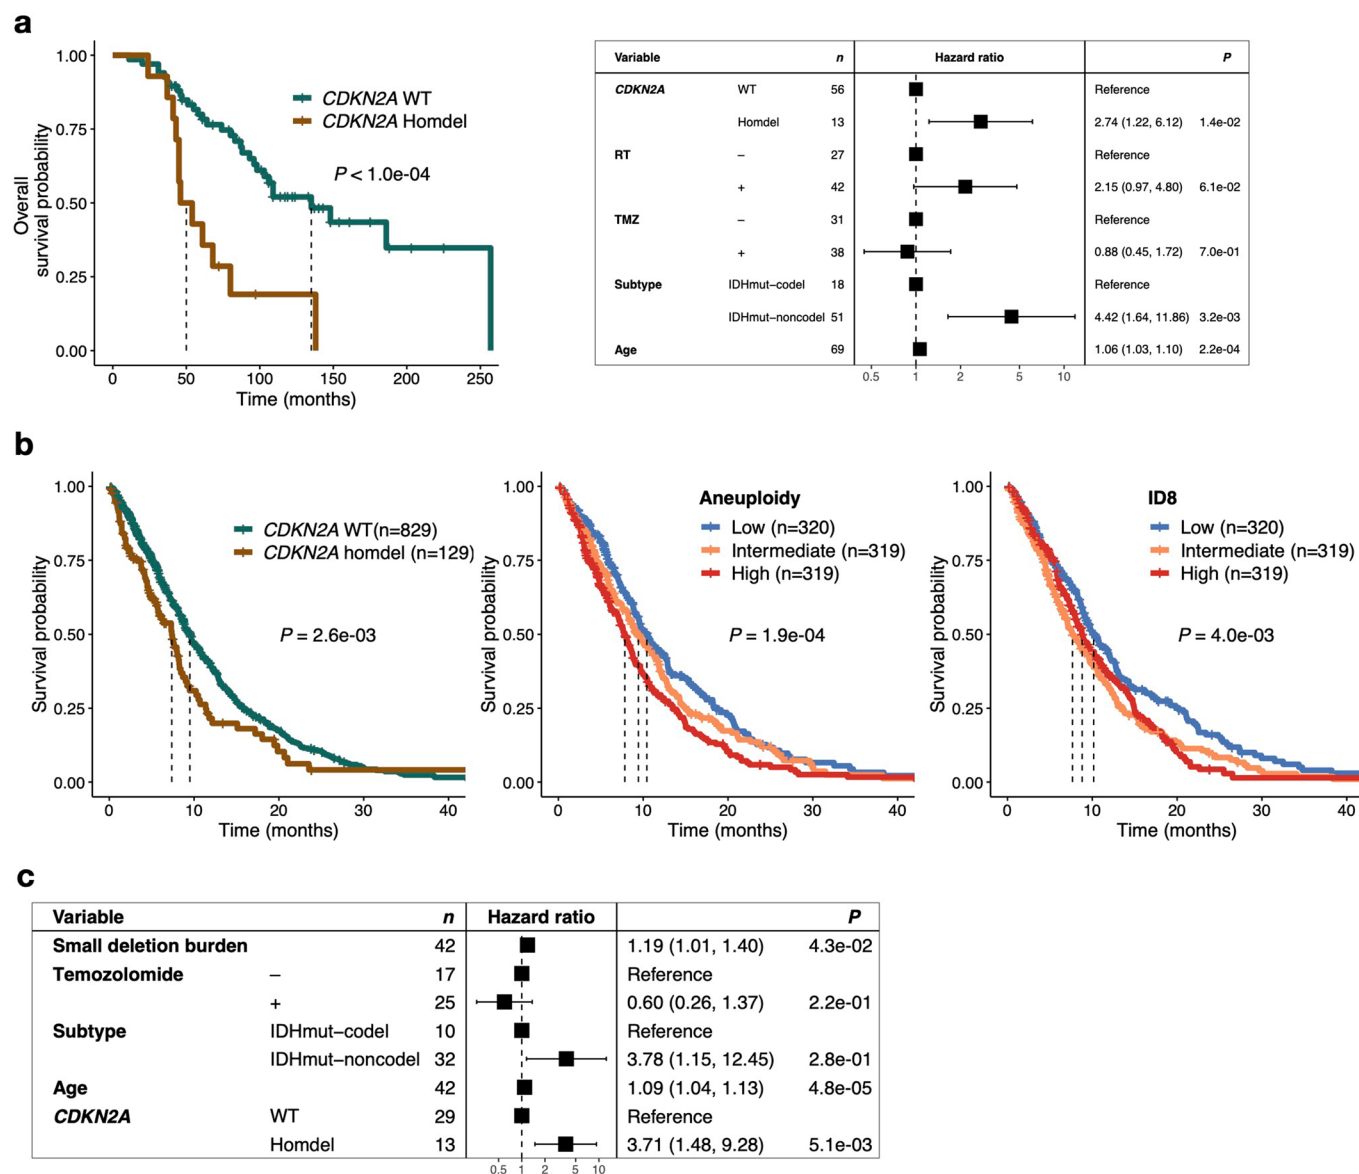 a
1.00
0.75
0.50
0.25
0.00
Overall
survival probability
CDKN2A WT
CDKN2A Homdel
P < 1.0e-04
0 50 100 150 200 250
Time (months)
Variable n Hazard ratio P
CDKN2A WT 56 Reference
Homdel 13 2.74 (1.22, 6.12) 1.4e-02
RT – 27 Reference
+ 42 2.15 (0.97, 4.80) 6.1e-02
TMZ – 31 Reference
+ 38 0.88 (0.45, 1.72) 7.0e-01
Subtype IDHmut-codel 18 Reference
IDHmut-noncodel 51 4.42 (1.64, 11.86) 3.2e-03
Age 69 1.06 (1.03, 1.10) 2.2e-04
0.5 1 2 5 10
b
1.00
0.75
0.50
0.25
0.00
Survival probability
CDKN2A WT(n=829)
CDKN2A homdel (n=129)
P = 2.6e-03
0 10 20 30 40
Time (months)
1.00
0.75
0.50
0.25
0.00
Survival probability
Aneuploidy
Low (n=320)
Intermediate (n=319)
High (n=319)
P = 1.9e-04
0 10 20 30 40
Time (months)
1.00
0.75
0.50
0.25
0.00
Survival probability
ID8
Low (n=320)
Intermediate (n=319)
High (n=319)
P = 4.0e-03
0 10 20 30 40
Time (months)
c
Variable n Hazard ratio P
Small deletion burden 42 1.19 (1.01, 1.40) 4.3e-02
Temozolomide – 17 Reference
+ 25 0.60 (0.26, 1.37) 2.2e-01
Subtype IDHmut-codel 10 Reference
IDHmut-noncodel 32 3.78 (1.15, 12.45) 2.8e-01
Age 42 1.09 (1.04, 1.13) 4.8e-05
CDKN2A WT 29 Reference
Homdel 13 3.71 (1.48, 9.28) 5.1e-03
0.5 1 2 5 10